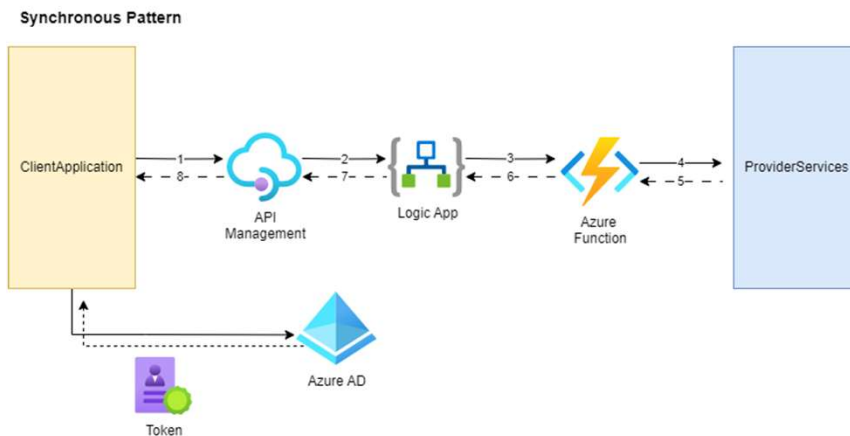 Synchronous Pattern
ClientApplication
1
8
API
Management
2
7
Logic App
3
6
Azure
Function
4
5
ProviderServices
Azure AD
Token